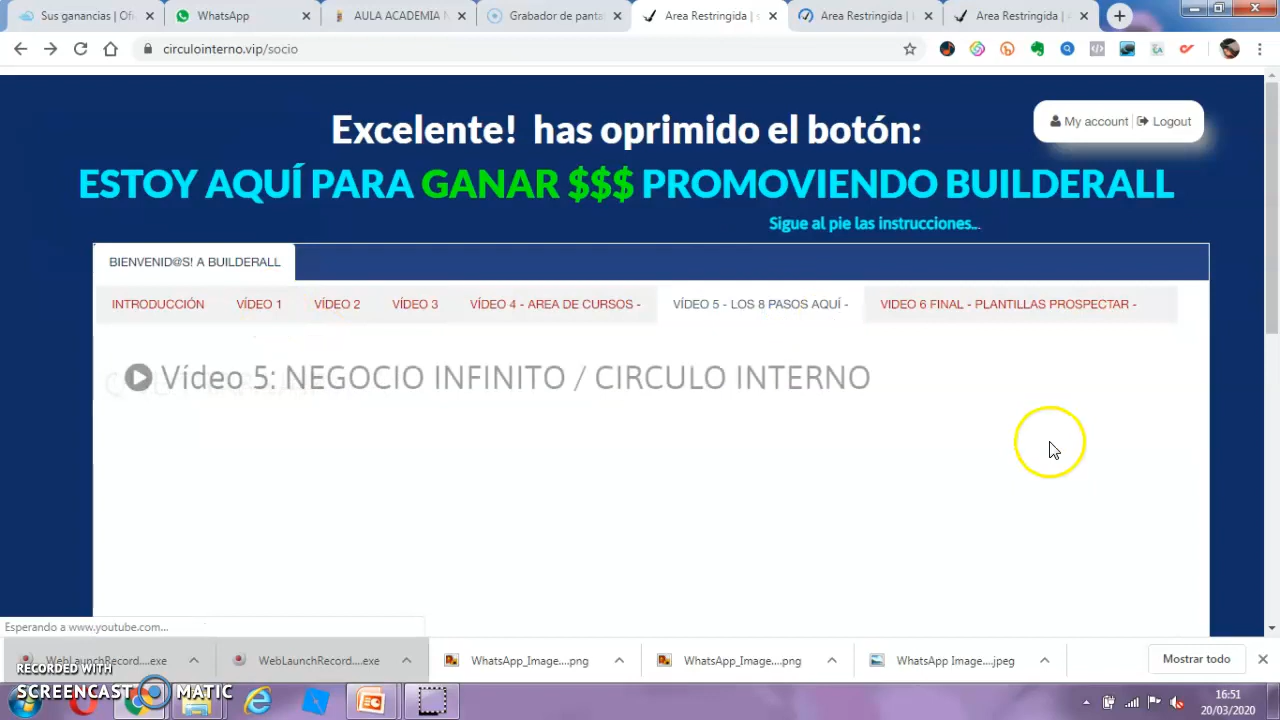 Sus ganancias | Ofi
WhatsApp
AULA ACADEMIA N
Grabador de panta
Area Restringida | s
Area Restringida |
Area Restringida |
circulointerno.vip/socio
Excelente! has oprimido el botón:
My account | Logout
ESTOY AQUÍ PARA GANAR $$$ PROMOVIENDO BUILDERALL
Sigue al pie las instrucciones...
BIENVENID@S! A BUILDERALL
INTRODUCCIÓN
VÍDEO 1
VÍDEO 2
VÍDEO 3
VÍDEO 4 - AREA DE CURSOS -
VÍDEO 5 - LOS 8 PASOS AQUÍ -
VIDEO 6 FINAL - PLANTILLAS PROSPECTAR -
Vídeo 5: NEGOCIO INFINITO / CIRCULO INTERNO
Esperando a www.youtube.com...
WebLaunchRecord....exe
WebLaunchRecord....exe
WhatsApp_Image....png
WhatsApp_Image....png
WhatsApp Image....jpeg
Mostrar todo
RECORDED WITH
SCREENCAST MATIC
16:51
20/03/2020